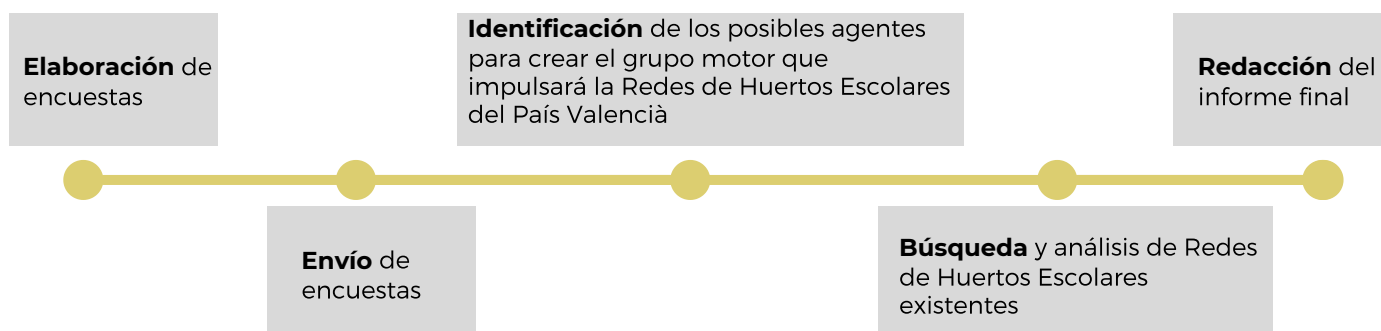 Elaboración de
encuestas
Envío de
encuestas
Identificación de los posibles agentes
para crear el grupo motor que
impulsará la Redes de Huertos Escolares
del País Valencià
Búsqueda y análisis de Redes
de Huertos Escolares
existentes
Redacción del
informe final